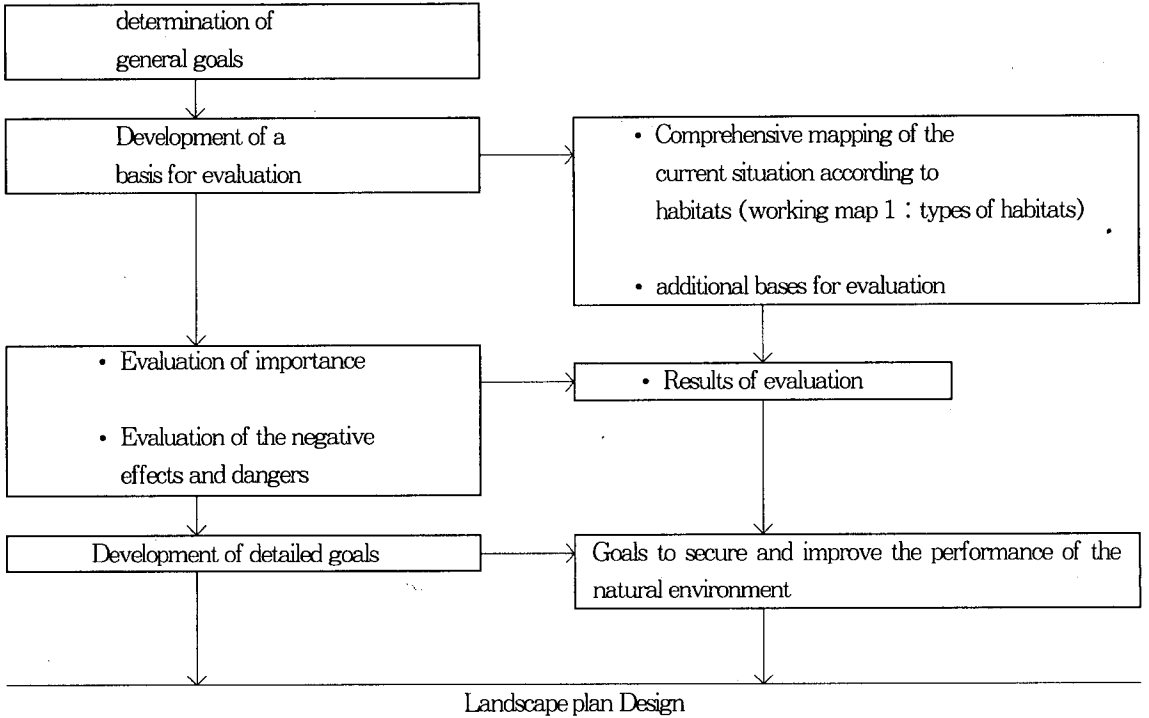 determination of
general goals
Development of a
basis for evaluation
• Comprehensive mapping of the
current situation according to
habitats (working map 1 : types of habitats)
• additional bases for evaluation
• Evaluation of importance
• Evaluation of the negative
effects and dangers
• Results of evaluation
Development of detailed goals
Goals to secure and improve the performance of the
natural environment
Landscape plan Design